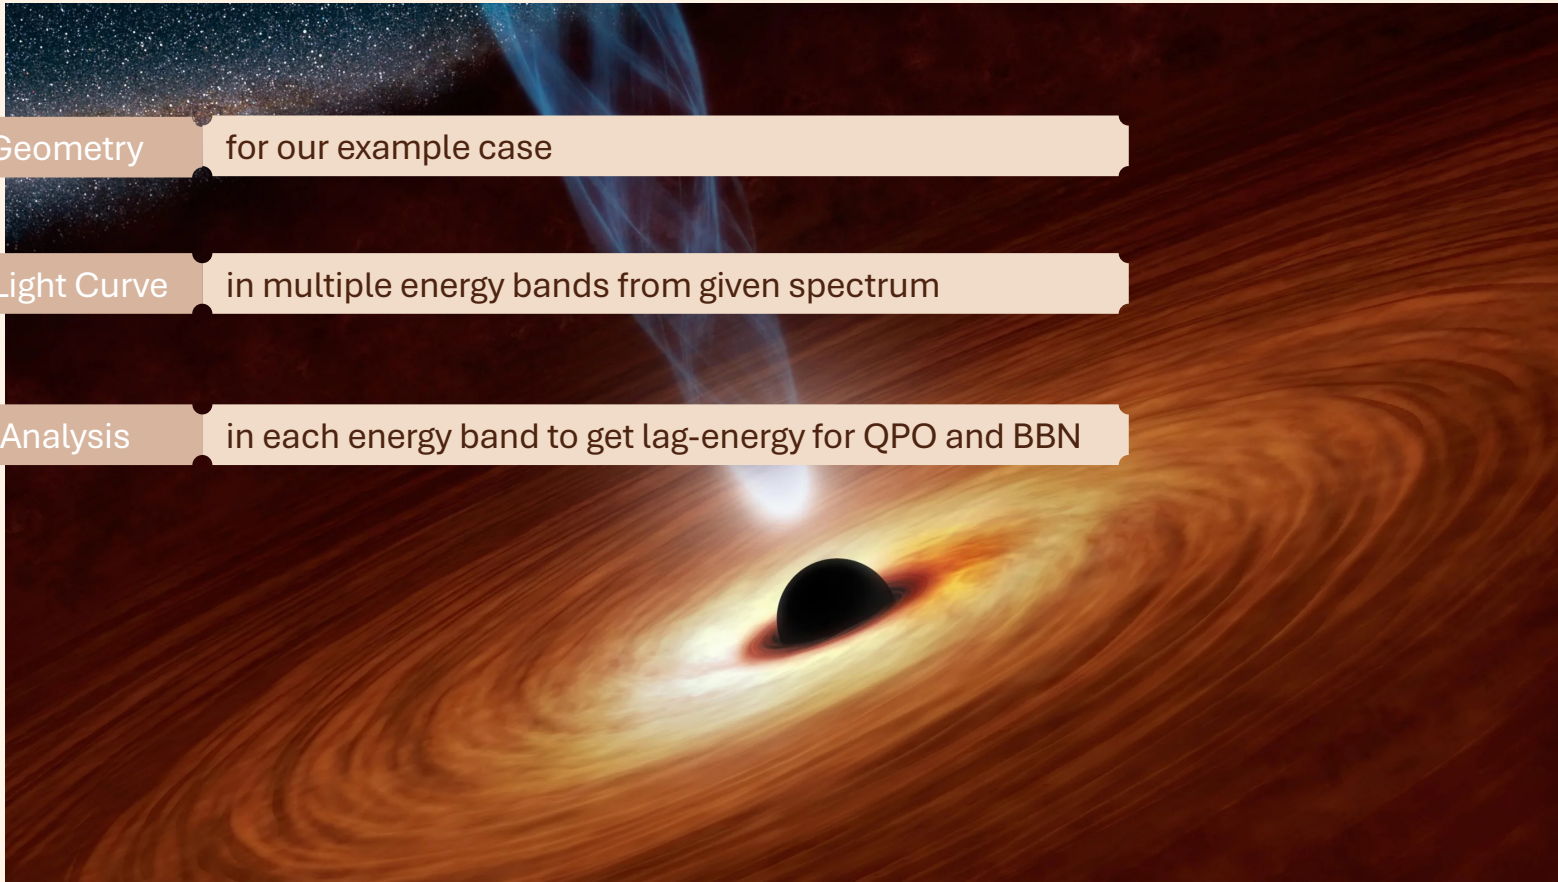 Geometry for our example case
Light Curve in multiple energy bands from given spectrum
Analysis in each energy band to get lag-energy for QPO and BBN